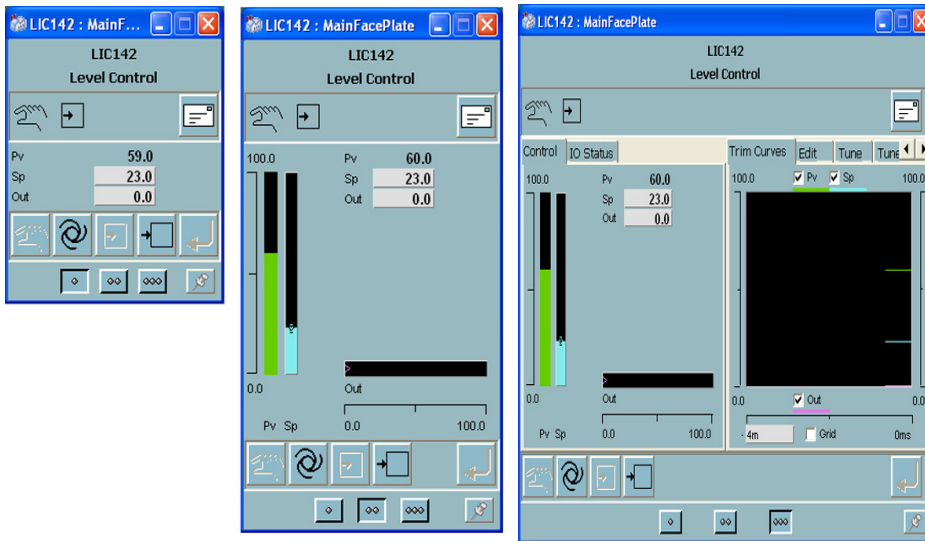 LIC142 : MainF...
LIC142
Level Control
Pv 59.0
Sp 23.0
Out 0.0
LIC142 : MainFacePlate
LIC142
Level Control
100.0 Pv 60.0
Sp 23.0
Out 0.0
0.0 Out
Pv Sp 0.0 100.0
LIC142 : MainFacePlate
LIC142
Level Control
Control IO Status
100.0 Pv 60.0
Sp 23.0
Out 0.0
0.0 Out
Pv Sp 0.0 100.0
Trim Curves Edit Tune Tune
100.0 Pv Sp 100.0
0.0 Out 0.0
- 4m Grid 0ms